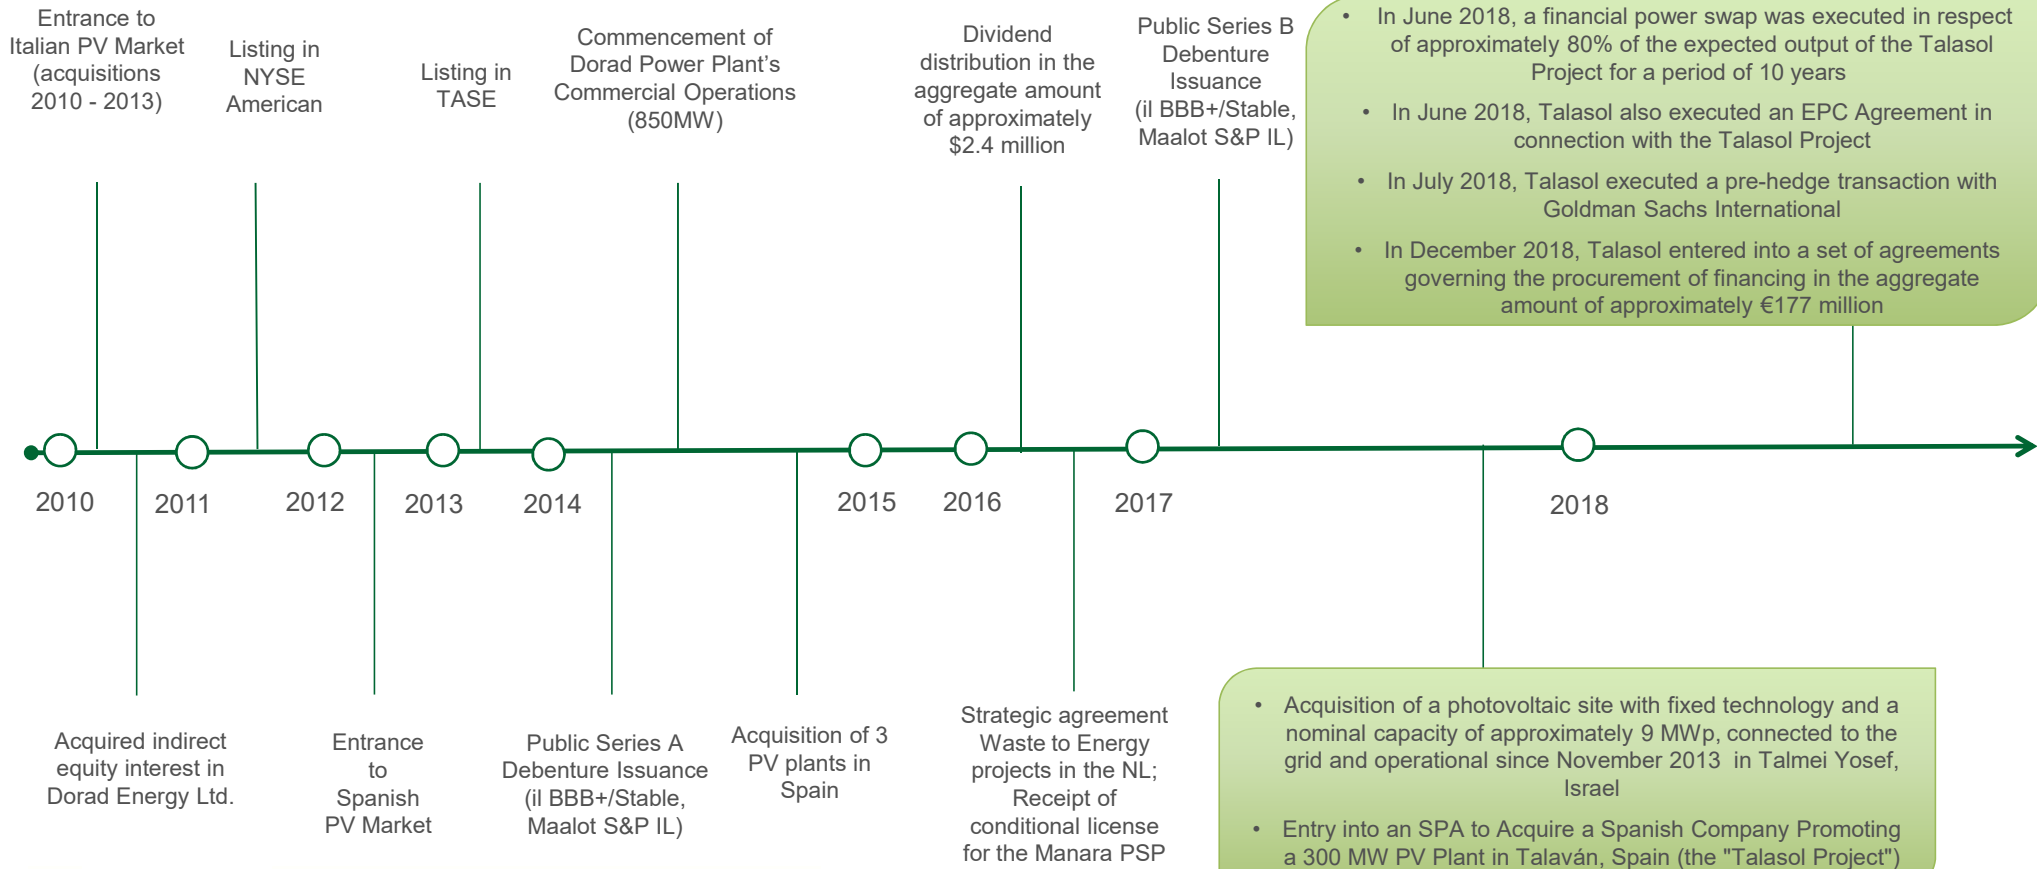 Entrance to
Italian PV Market
(acquisitions
2010 - 2013)
Listing in
NYSE
American
Listing in
TASE
Commencement of
Dorad Power Plant's
Commercial Operations
(850MW)
Dividend
distribution in the
aggregate amount
of approximately
$2.4 million
Public Series B
Debenture
Issuance
(il BBB+/Stable,
Maalot S&P IL)
• In June 2018, a financial power swap was executed in respect
of approximately 80% of the expected output of the Talasol
Project for a period of 10 years
• In June 2018, Talasol also executed an EPC Agreement in
connection with the Talasol Project
• In July 2018, Talasol executed a pre-hedge transaction with
Goldman Sachs International
• In December 2018, Talasol entered into a set of agreements
governing the procurement of financing in the aggregate
amount of approximately €177 million
2010
2011
2012
2013
2014
2015
2016
2017
2018
Acquired indirect
equity interest in
Dorad Energy Ltd.
Entrance
to
Spanish
PV Market
Public Series A
Debenture Issuance
(il BBB+/Stable,
Maalot S&P IL)
Acquisition of 3
PV plants in
Spain
Strategic agreement
Waste to Energy
projects in the NL;
Receipt of
conditional license
for the Manara PSP
• Acquisition of a photovoltaic site with fixed technology and a
nominal capacity of approximately 9 MWp, connected to the
grid and operational since November 2013 in Talmei Yosef,
Israel
• Entry into an SPA to Acquire a Spanish Company Promoting
a 300 MW PV Plant in Talaván, Spain (the "Talasol Project")